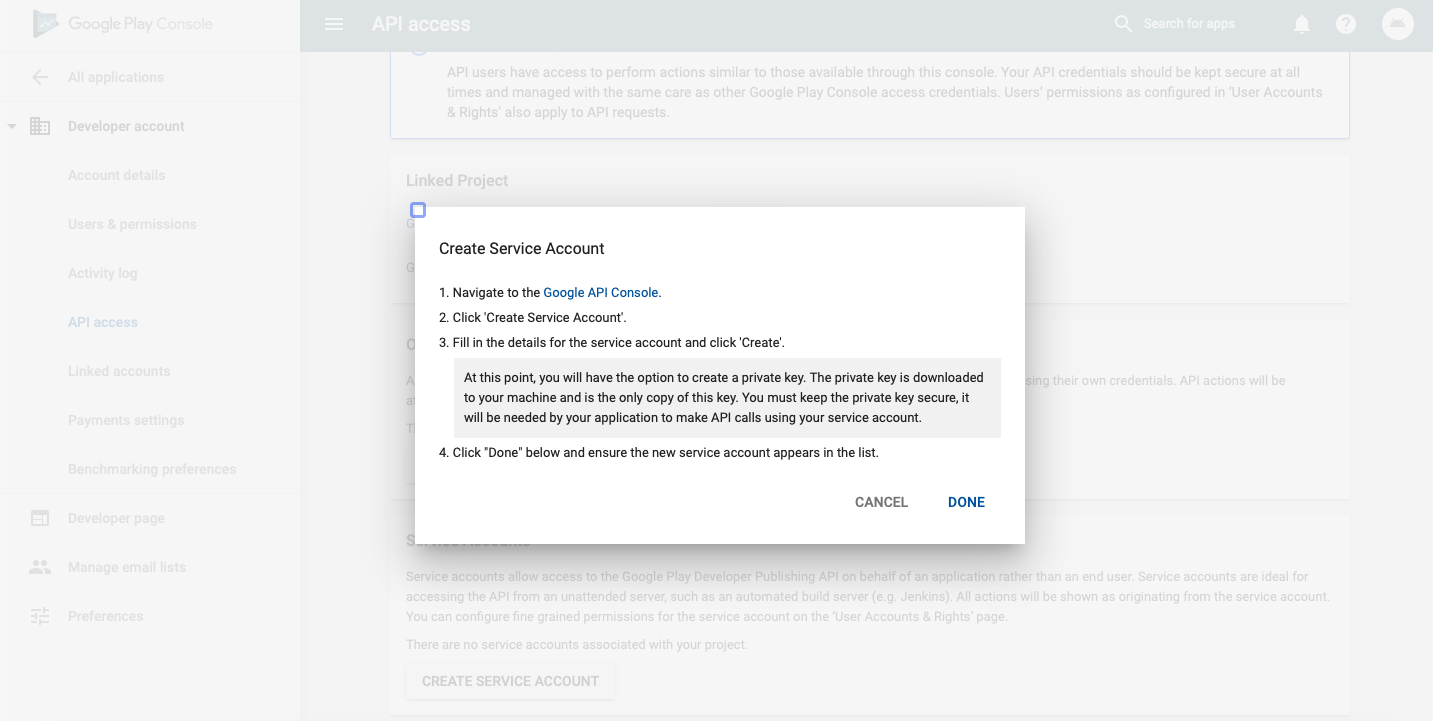 Google Play Console
API access
Search for apps
All applications
Developer account
Account details
Users & permissions
Activity log
API access
Linked accounts
Payments settings
Benchmarking preferences
Developer page
Manage email lists
Preferences
API users have access to perform actions similar to those available through this console. Your API credentials should be kept secure at all
times and managed with the same care as other Google Play Console access credentials. Users' permissions as configured in 'User Accounts
& Rights' also apply to API requests.
Linked Project
Create Service Account
1. Navigate to the Google API Console.
2. Click 'Create Service Account'.
3. Fill in the details for the service account and click 'Create'.
At this point, you will have the option to create a private key. The private key is downloaded
to your machine and is the only copy of this key. You must keep the private key secure, it
will be needed by your application to make API calls using your service account.
4. Click "Done" below and ensure the new service account appears in the list.
CANCEL
DONE
using their own credentials. API actions will be
Service Accounts
Service accounts allow access to the Google Play Developer Publishing API on behalf of an application rather than an end user. Service accounts are ideal for
accessing the API from an unattended server, such as an automated build server (e.g. Jenkins). All actions will be shown as originating from the service account.
You can configure fine grained permissions for the service account on the 'User Accounts & Rights' page.
There are no service accounts associated with your project.
CREATE SERVICE ACCOUNT